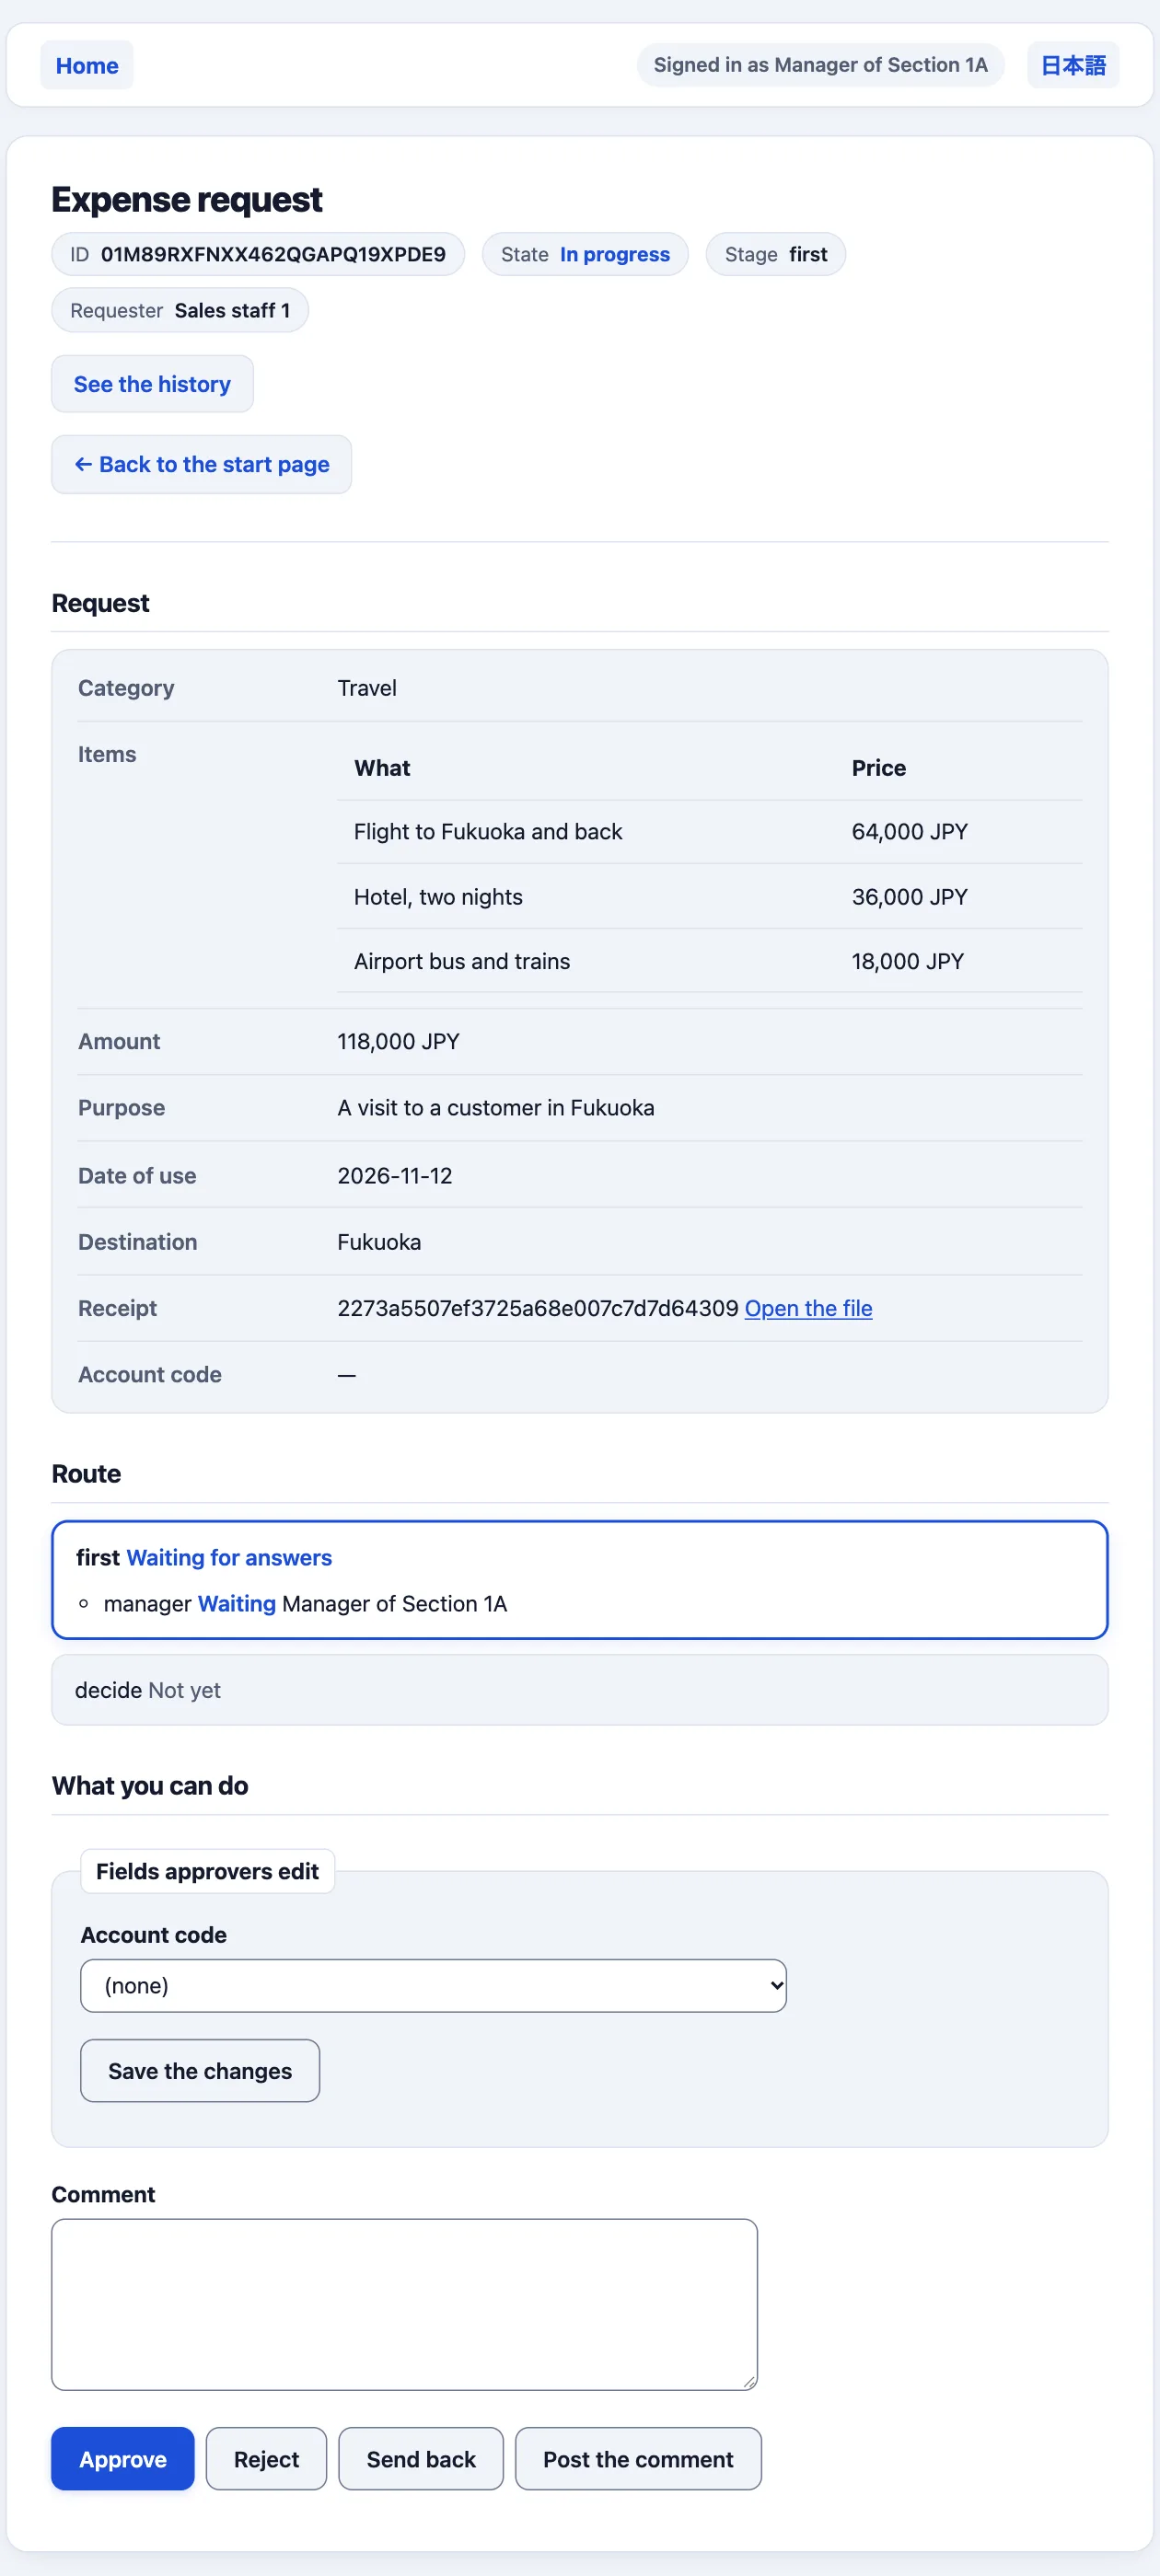 Home
Signed in as Manager of Section 1A
日本語
Expense request
ID 01M89RXFNXX462QGAPQ19XPDE9
State In progress
Stage first
Requester Sales staff 1
See the history
← Back to the start page
Request
Category Travel
Items
What Price
Flight to Fukuoka and back 64,000 JPY
Hotel, two nights 36,000 JPY
Airport bus and trains 18,000 JPY
Amount 118,000 JPY
Purpose A visit to a customer in Fukuoka
Date of use 2026-11-12
Destination Fukuoka
Receipt 2273a5507ef3725a68e007c7d7d64309 Open the file
Account code —
Route
first Waiting for answers
manager Waiting Manager of Section 1A
decide Not yet
What you can do
Fields approvers edit
Account code
(none)
Save the changes
Comment
Approve
Reject
Send back
Post the comment